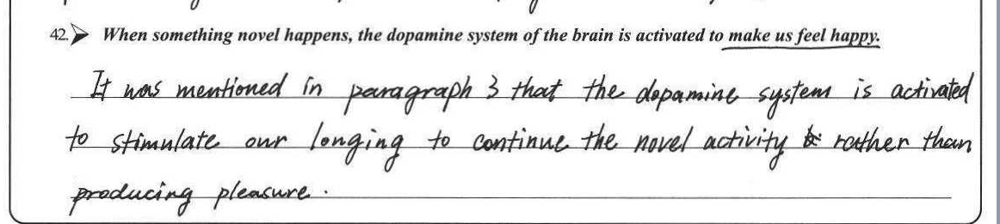 42. When something novel happens, the dopamine system of the brain is activated to make us feel happy.
It was mentioned in paragraph 3 that the dopamine system is activated
to stimulate our longing to continue the novel activity rather than
producing pleasure.